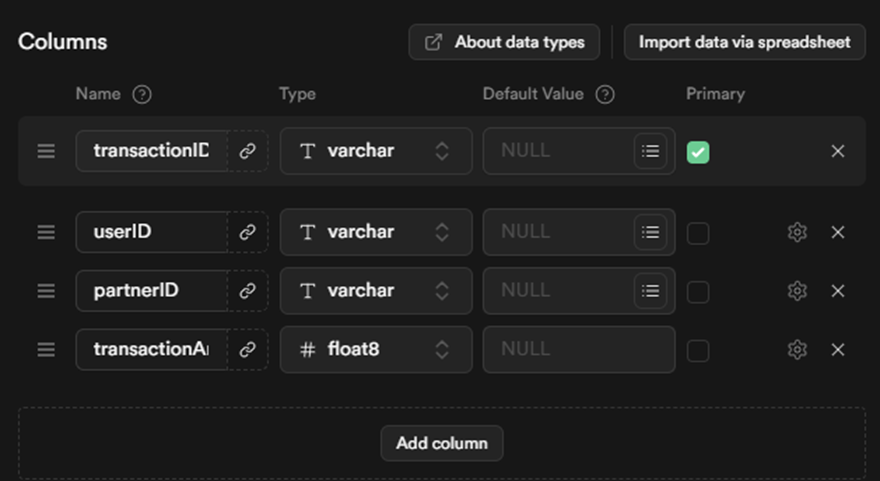 Columns About data types Import data via spreadsheet
Name Type Default Value Primary
transactionID T varchar NULL
userID T varchar NULL
partnerID T varchar NULL
# float8 NULL
Add column